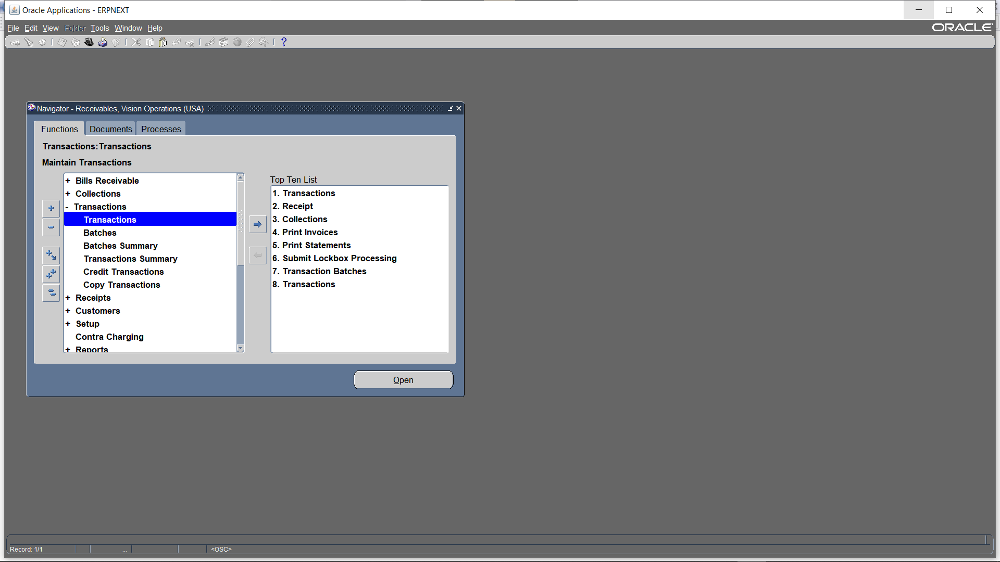 Oracle Applications - ERPNEXT
File Edit View Folder Tools Window Help
ORACLE
?
Navigator - Receivables, Vision Operations (USA)
Functions Documents Processes
Transactions:Transactions
Maintain Transactions
+ Bills Receivable
+ Collections
- Transactions
Transactions
Batches
Batches Summary
Transactions Summary
Credit Transactions
Copy Transactions
+ Receipts
+ Customers
+ Setup
Contra Charging
+ Reports
Top Ten List
1. Transactions
2. Receipt
3. Collections
4. Print Invoices
5. Print Statements
6. Submit Lockbox Processing
7. Transaction Batches
8. Transactions
Open
Record: 1/1 ... <OSC>